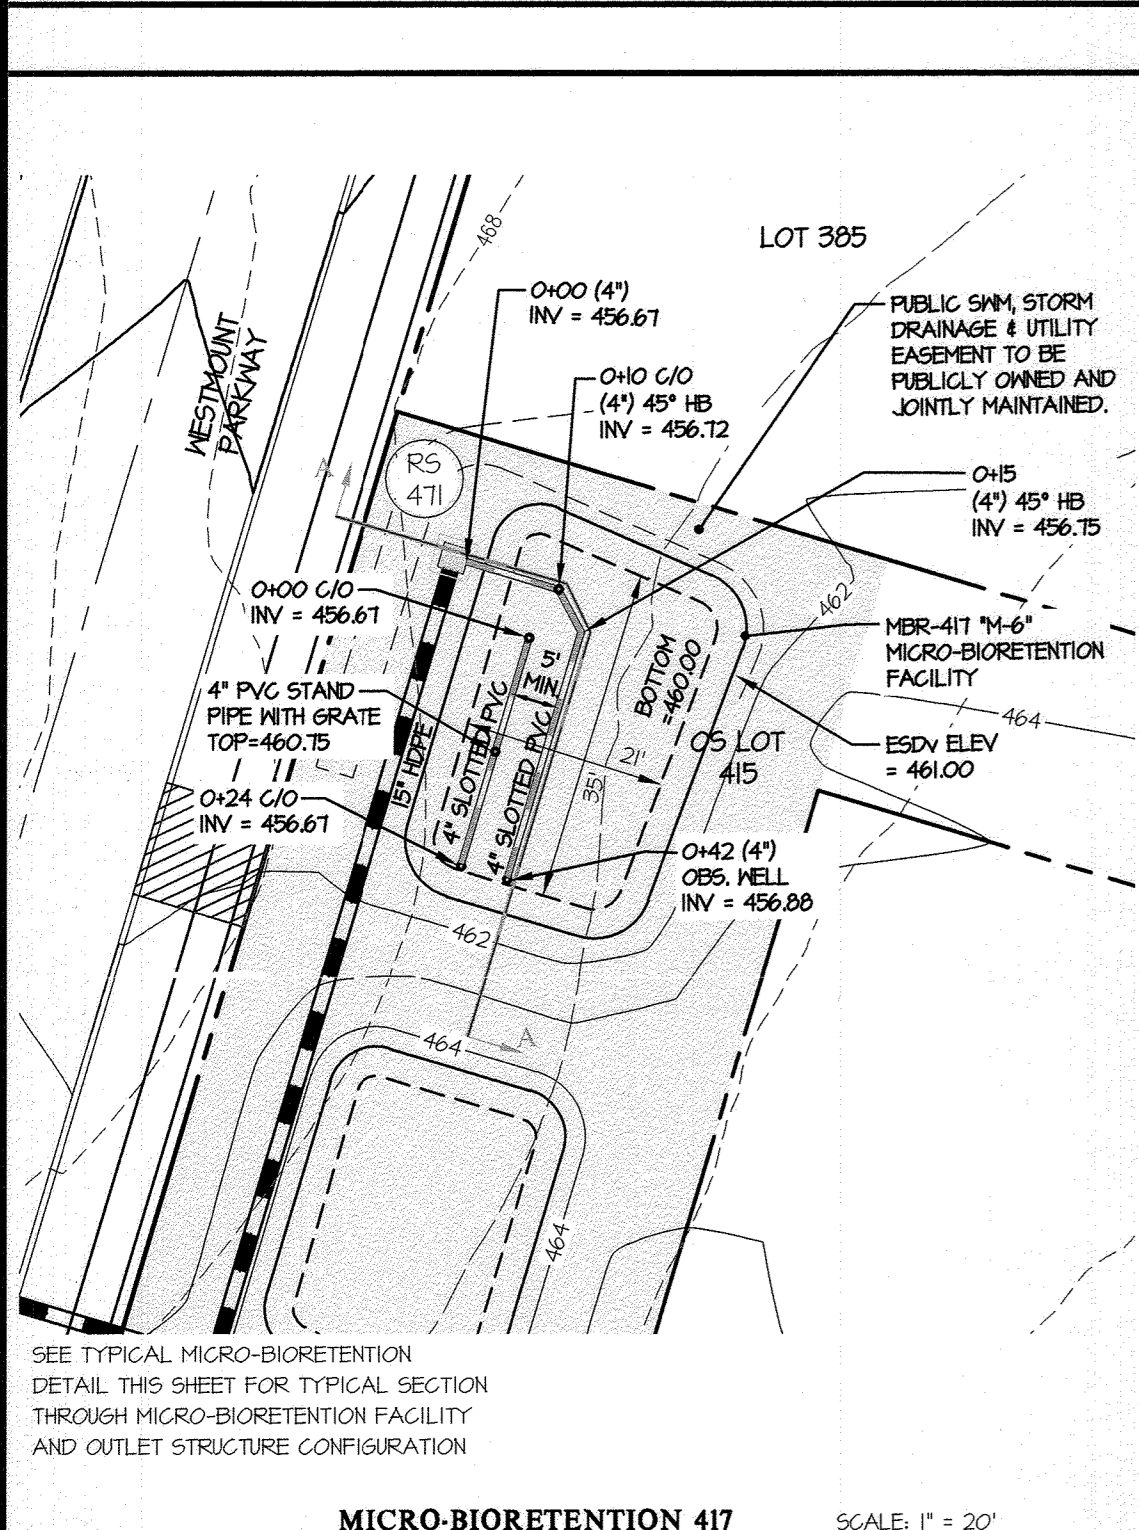 468
LOT 385
0+00 (4")
INV = 456.67
PUBLIC SWM, STORM
DRAINAGE & UTILITY
EASEMENT TO BE
PUBLICLY OWNED AND
JOINTLY MAINTAINED.
WESTMOUNT
PARKWAY
0+10 C/O
(4") 45° HB
INV = 456.72
RS
471
A
0+15
(4") 45° HB
INV = 456.75
0+00 C/O
INV = 456.67
462
MBR-417 "M-6"
MICRO-BIORETENTION
FACILITY
5'
MIN.
BOTTOM
=460.00
4" PVC STAND
PIPE WITH GRATE
TOP=460.75
15" HDPE
4" SLOTTED PVC
4" SLOTTED PVC
21'
35'
OS LOT
415
464
ESDv ELEV
= 461.00
0+24 C/O
INV = 456.67
0+42 (4")
OBS. WELL
INV = 456.88
462
464
A
464
SEE TYPICAL MICRO-BIORETENTION
DETAIL THIS SHEET FOR TYPICAL SECTION
THROUGH MICRO-BIORETENTION FACILITY
AND OUTLET STRUCTURE CONFIGURATION
MICRO-BIORETENTION 417
SCALE: 1" = 20'